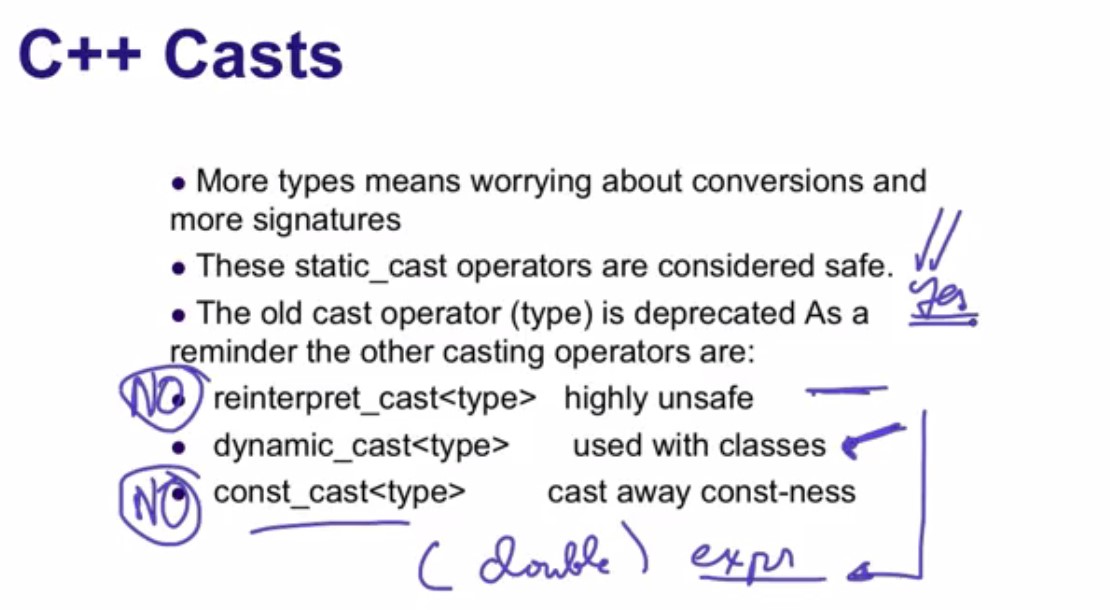 C++ Casts
• More types means worrying about conversions and
more signatures
• These static_cast operators are considered safe.
yes
• The old cast operator (type) is deprecated As a
reminder the other casting operators are:
NO • reinterpret_cast<type> highly unsafe
• dynamic_cast<type> used with classes
NO • const_cast<type> cast away const-ness
(double) expr